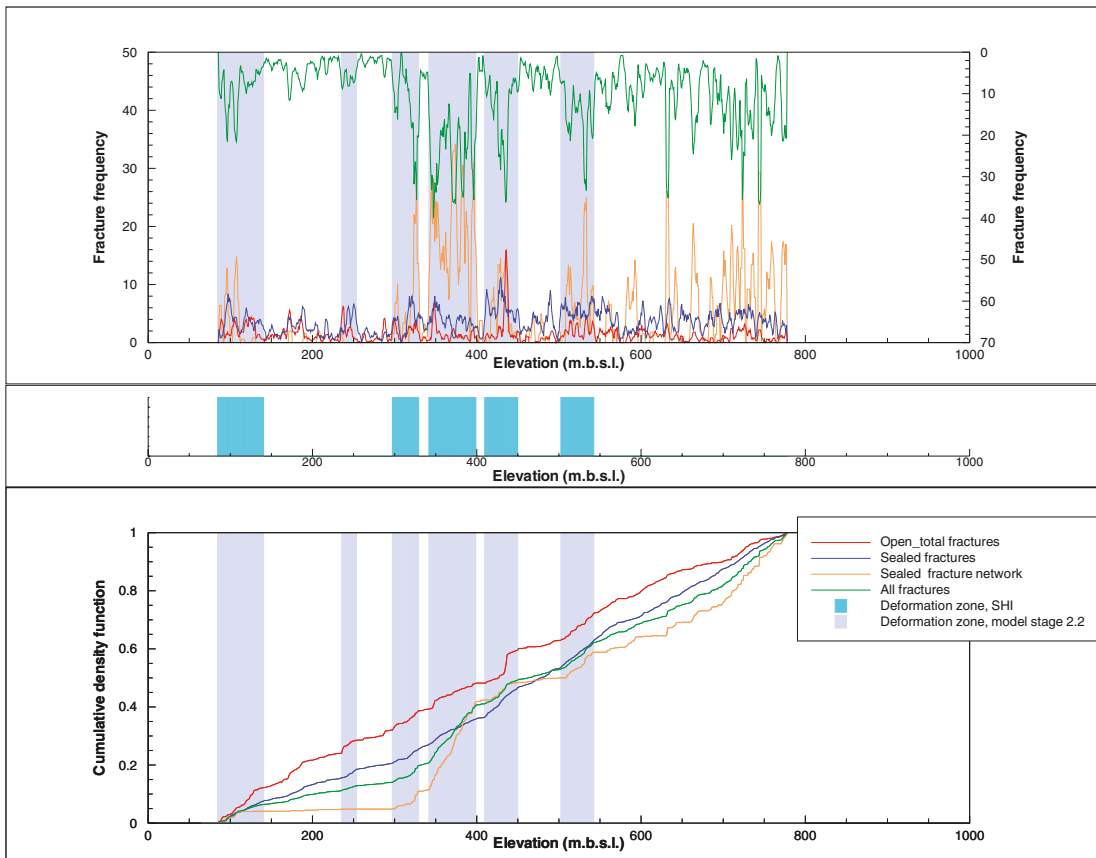 50
40
30
20
10
0
Fracture frequency
0
10
20
30
40
50
60
70
Fracture frequency
0 200 400 600 800 1000
Elevation (m.b.s.l.)
0 200 400 600 800 1000
Elevation (m.b.s.l.)
1
0.8
0.6
0.4
0.2
0
Cumulative density function
Open_total fractures
Sealed fractures
Sealed fracture network
All fractures
Deformation zone, SHI
Deformation zone, model stage 2.2
0 200 400 600 800 1000
Elevation (m.b.s.l.)